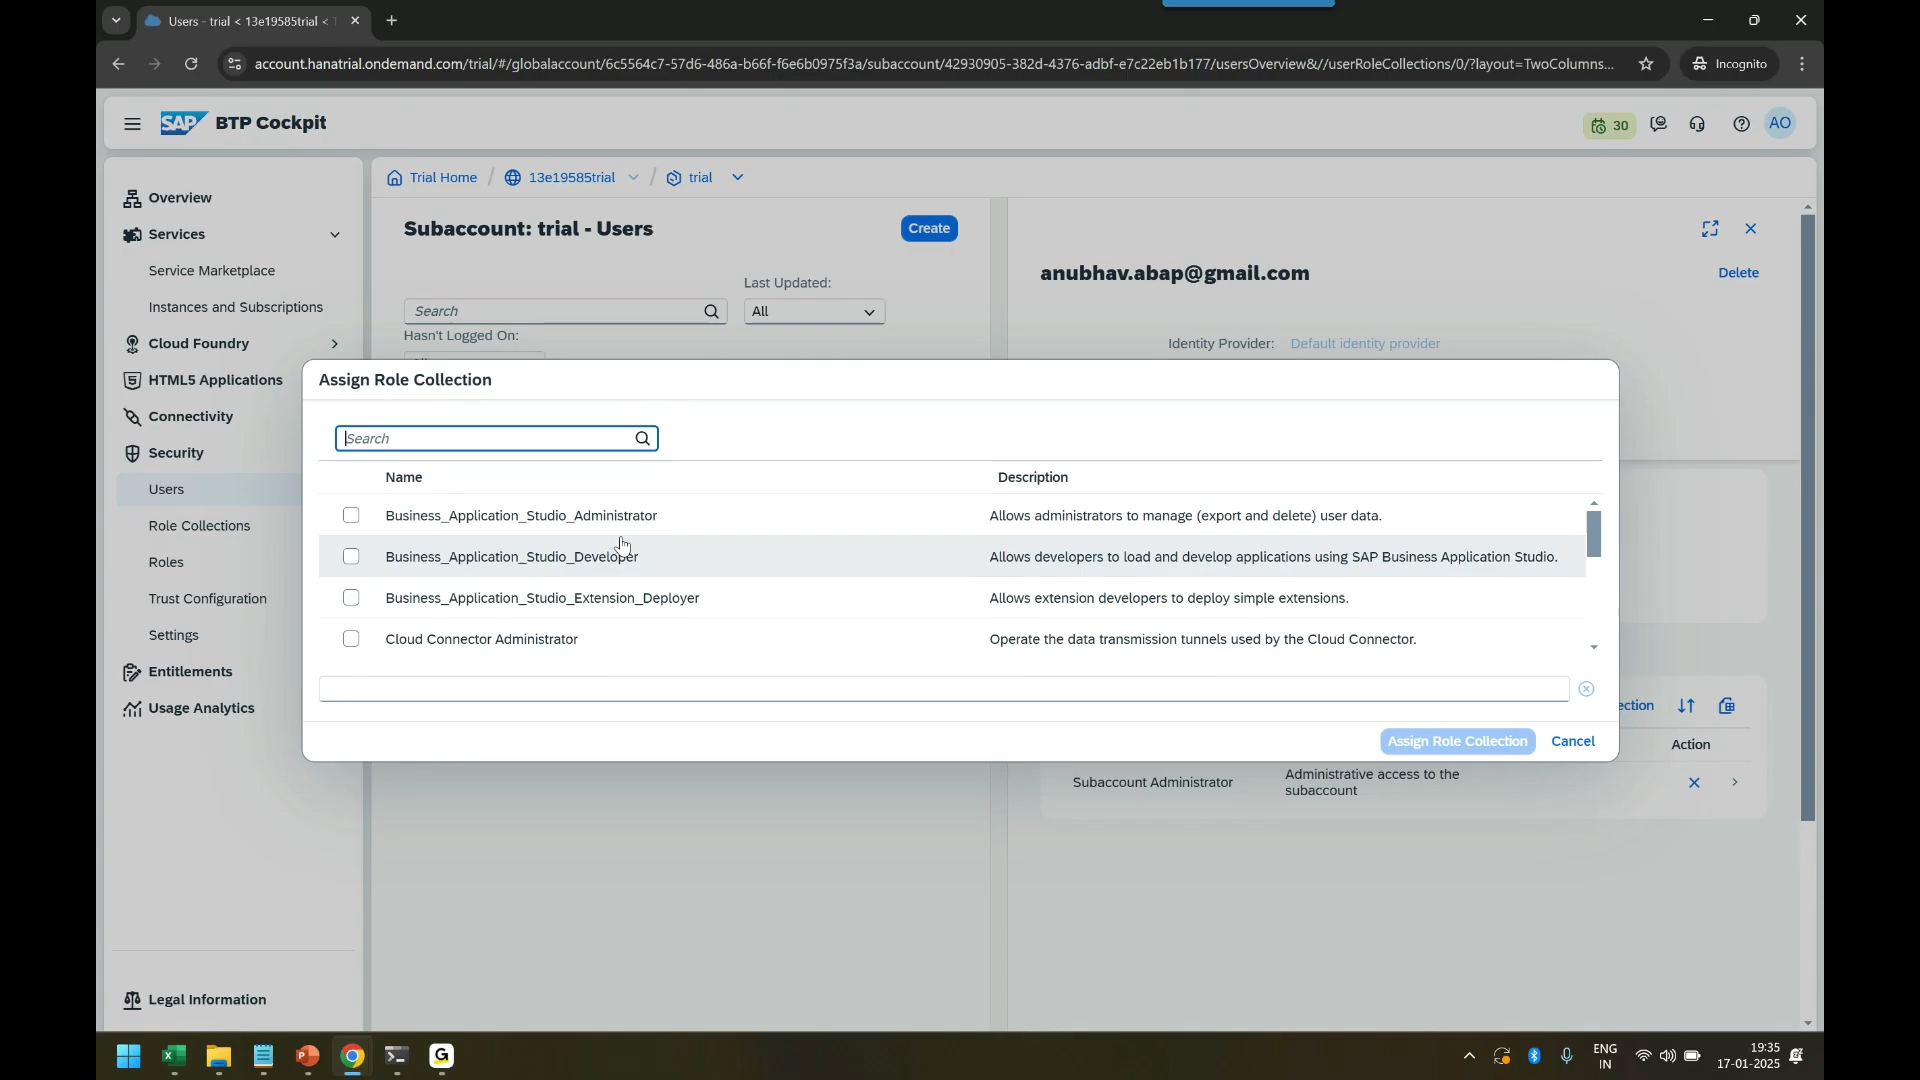 Users - trial < 13e19585trial <
account.hanatrial.ondemand.com/trial/#/globalaccount/6c5564c7-57d6-486a-b66f-f6e6b0975f3a/subaccount/42930905-382d-4376-adbf-e7c22eb1b177/usersOverview&//userRoleCollections/0/?layout=TwoColumns...
Incognito
SAP BTP Cockpit
30
AO
Overview
Services
Service Marketplace
Instances and Subscriptions
Cloud Foundry
HTML5 Applications
Connectivity
Security
Users
Role Collections
Roles
Trust Configuration
Settings
Entitlements
Usage Analytics
Legal Information
Trial Home / 13e19585trial / trial
Subaccount: trial - Users
Create
Last Updated:
Search
All
Hasn't Logged On:
anubhav.abap@gmail.com
Delete
Identity Provider: Default identity provider
Assign Role Collection
Search
Name Description
Business_Application_Studio_Administrator Allows administrators to manage (export and delete) user data.
Business_Application_Studio_Developer Allows developers to load and develop applications using SAP Business Application Studio.
Business_Application_Studio_Extension_Deployer Allows extension developers to deploy simple extensions.
Cloud Connector Administrator Operate the data transmission tunnels used by the Cloud Connector.
Assign Role Collection Cancel
ection
Action
Subaccount Administrator
Administrative access to the
subaccount
ENG
IN
19:35
17-01-2025